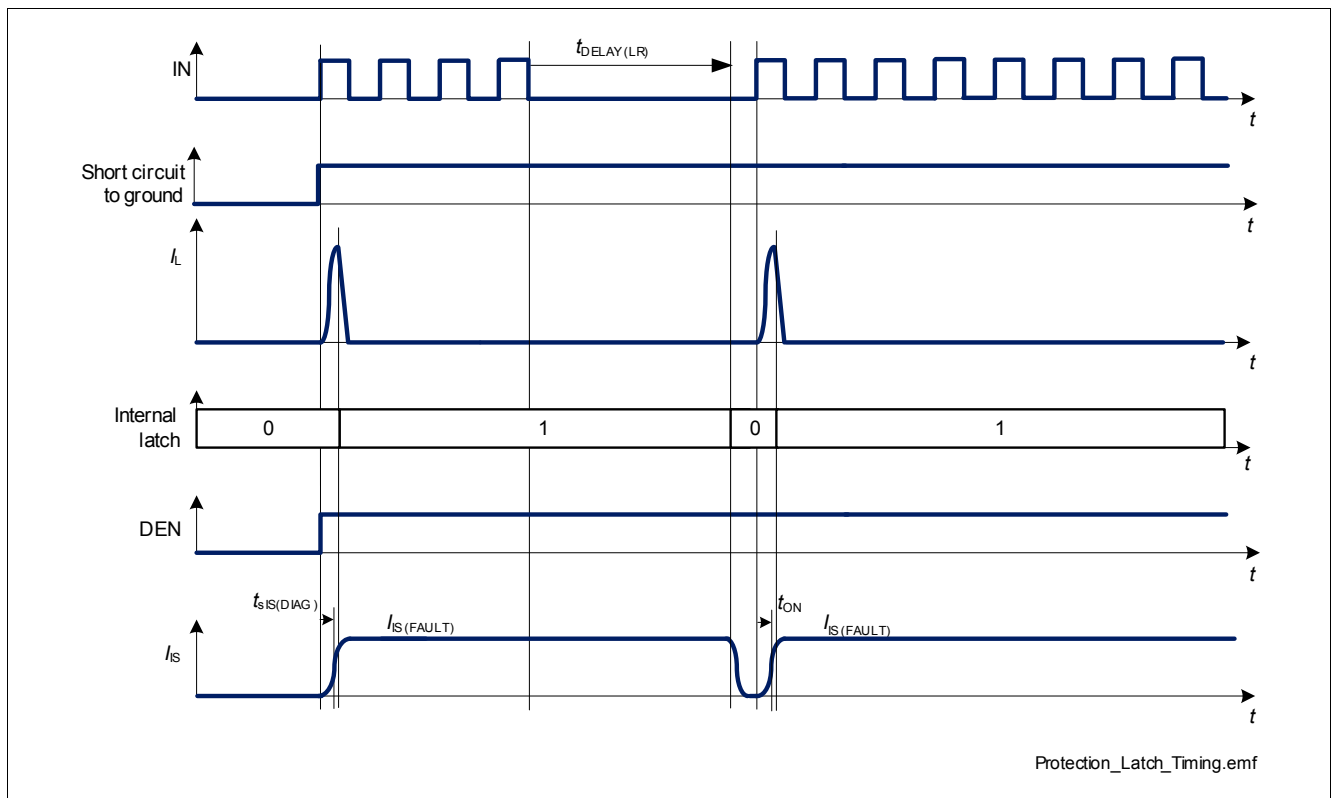 IN
tDELAY(LR)
t
Short circuit
to ground
t
IL
t
Internal
latch
0
1
0
1
t
DEN
t
tsIS(DIAG)
IIS(FAULT)
tON
IIS(FAULT)
IIS
t
Protection_Latch_Timing.emf